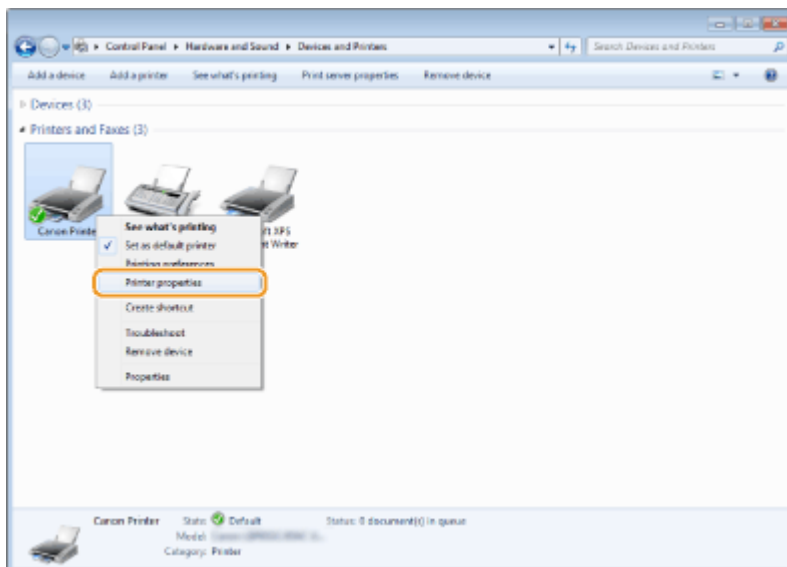 Control Panel ▸ Hardware and Sound ▸ Devices and Printers
Search Devices and Printers
Add a device Add a printer See what's printing Print server properties Remove device
Devices (3)
Printers and Faxes (3)
Canon Printe
ft XPS
nt Writer
See what's printing
Set as default printer
Printing preferences
Printer properties
Create shortcut
Troubleshoot
Remove device
Properties
Canon Printer State: Default Status: 0 document(s) in queue
Model:
Category: Printer